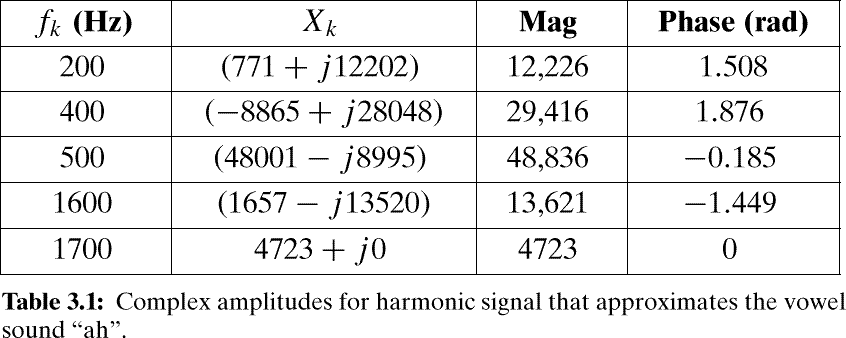 f_k (Hz) X_k Mag Phase (rad)
200 (771 + j12202) 12,226 1.508
400 (−8865 + j28048) 29,416 1.876
500 (48001 − j8995) 48,836 −0.185
1600 (1657 − j13520) 13,621 −1.449
1700 4723 + j0 4723 0
Table 3.1: Complex amplitudes for harmonic signal that approximates the vowel
sound “ah”.